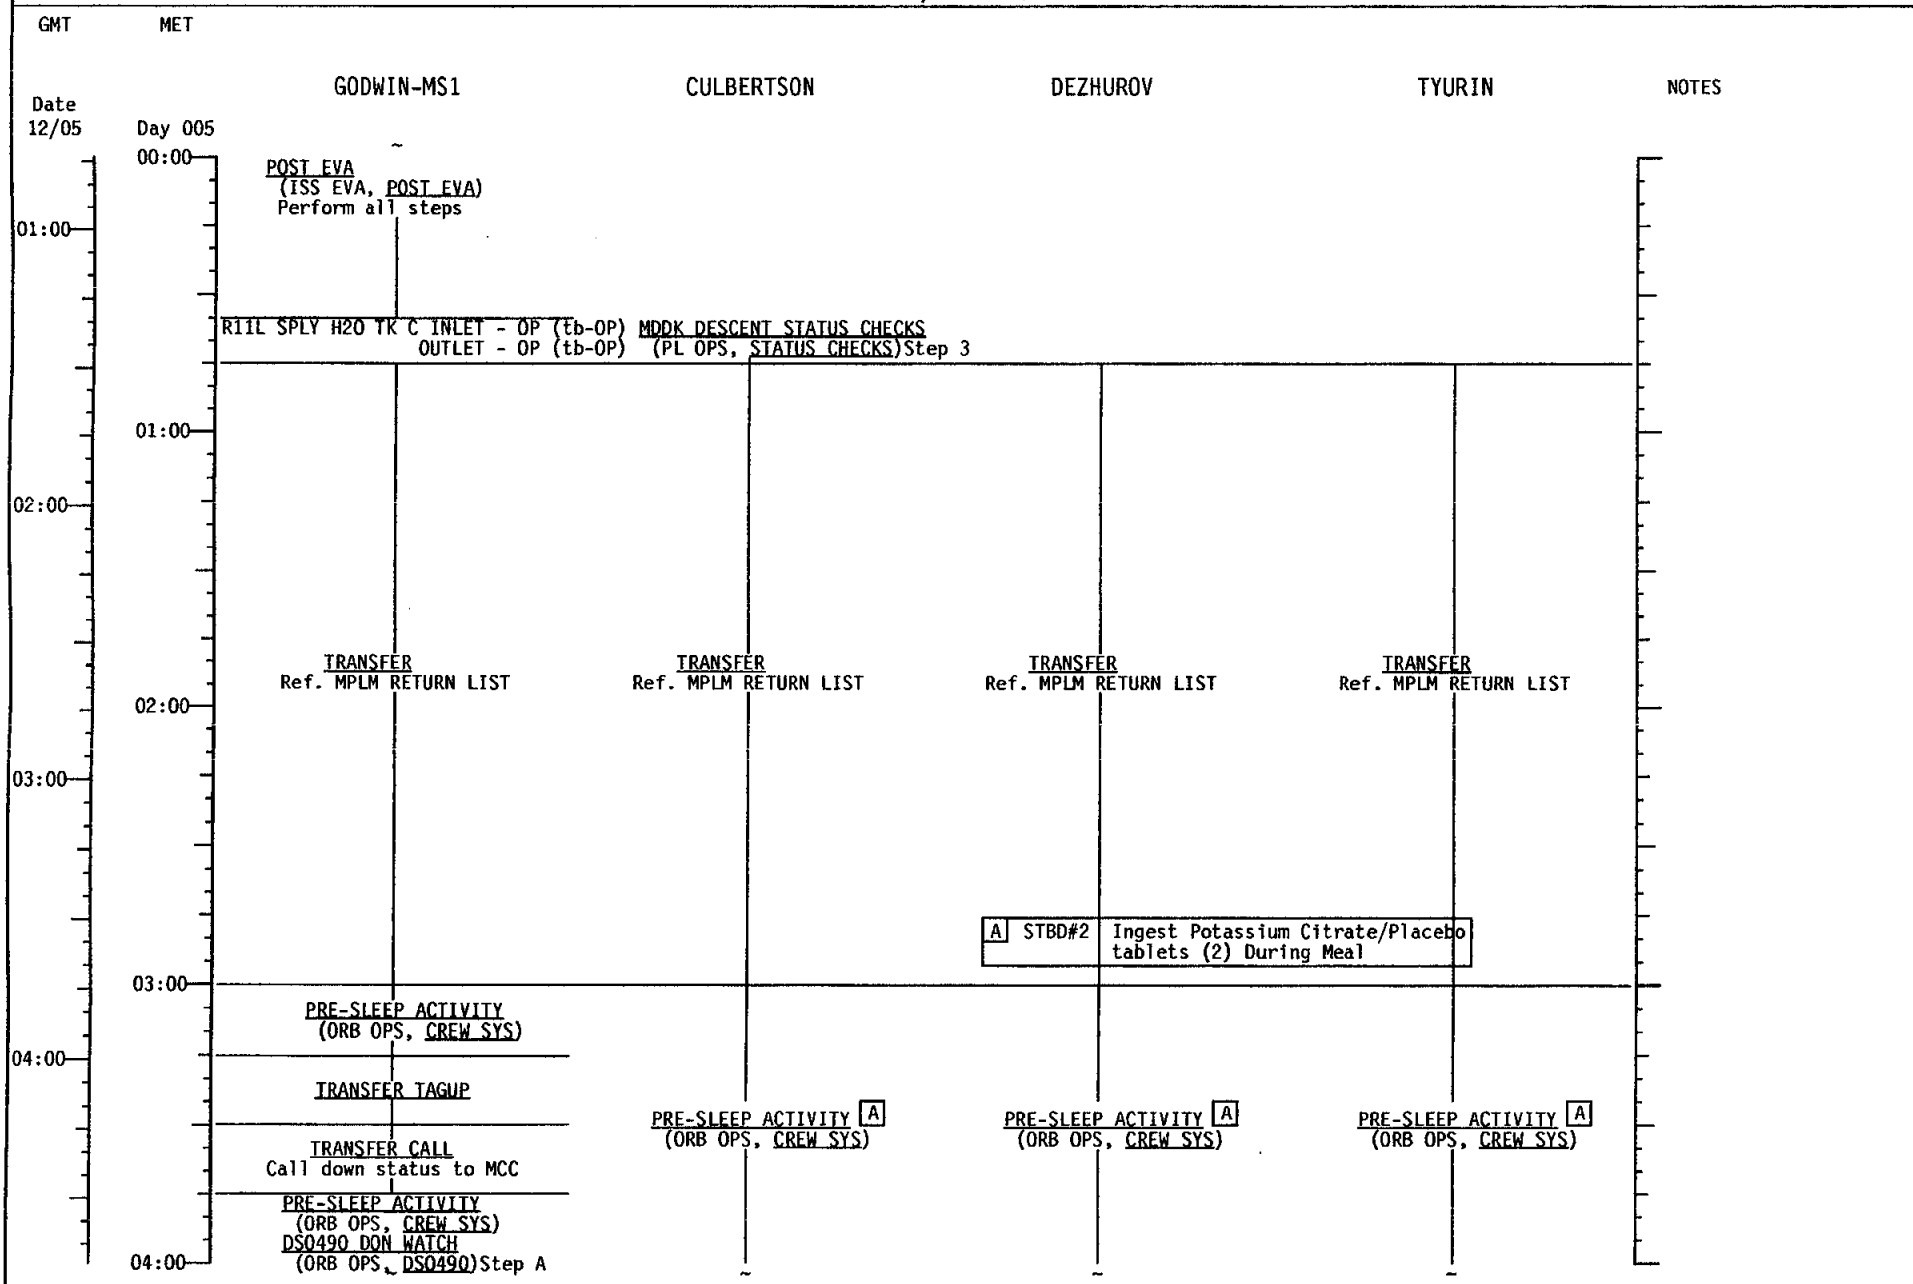 GMT MET
GODWIN-MS1 CULBERTSON DEZHUROV TYURIN NOTES
Date
12/05 Day 005
~
00:00
POST EVA
(ISS EVA, POST EVA)
Perform all steps
01:00
R11L SPLY H2O TK C INLET - OP (tb-OP) MDDK DESCENT STATUS CHECKS
OUTLET - OP (tb-OP) (PL OPS, STATUS CHECKS)Step 3
01:00
02:00
TRANSFER TRANSFER TRANSFER TRANSFER
Ref. MPLM RETURN LIST Ref. MPLM RETURN LIST Ref. MPLM RETURN LIST Ref. MPLM RETURN LIST
02:00
03:00
A STBD#2 Ingest Potassium Citrate/Placebo
tablets (2) During Meal
03:00
PRE-SLEEP ACTIVITY
(ORB OPS, CREW SYS)
04:00
TRANSFER TAGUP
PRE-SLEEP ACTIVITY A PRE-SLEEP ACTIVITY A PRE-SLEEP ACTIVITY A
(ORB OPS, CREW SYS) (ORB OPS, CREW SYS) (ORB OPS, CREW SYS)
TRANSFER CALL
Call down status to MCC
PRE-SLEEP ACTIVITY
(ORB OPS, CREW SYS)
DSO490 DON WATCH
04:00 (ORB OPS, DSO490)Step A
~ ~ ~ ~